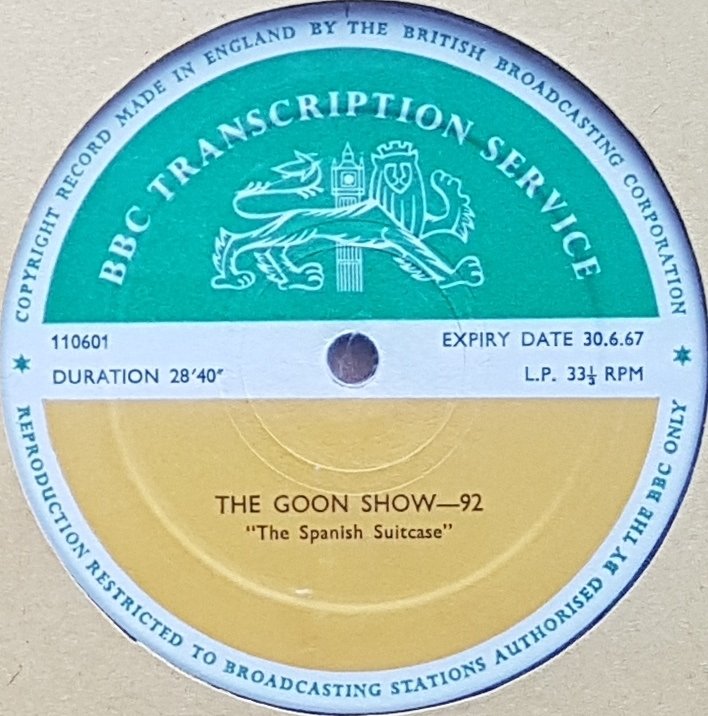 COPYRIGHT RECORD MADE IN ENGLAND BY THE BRITISH BROADCASTING CORPORATION
BBC TRANSCRIPTION SERVICE
110601
EXPIRY DATE 30.6.67
DURATION 28'40"
L.P. 33⅓ RPM
THE GOON SHOW—92
"The Spanish Suitcase"
REPRODUCTION RESTRICTED TO BROADCASTING STATIONS AUTHORISED BY THE BBC ONLY